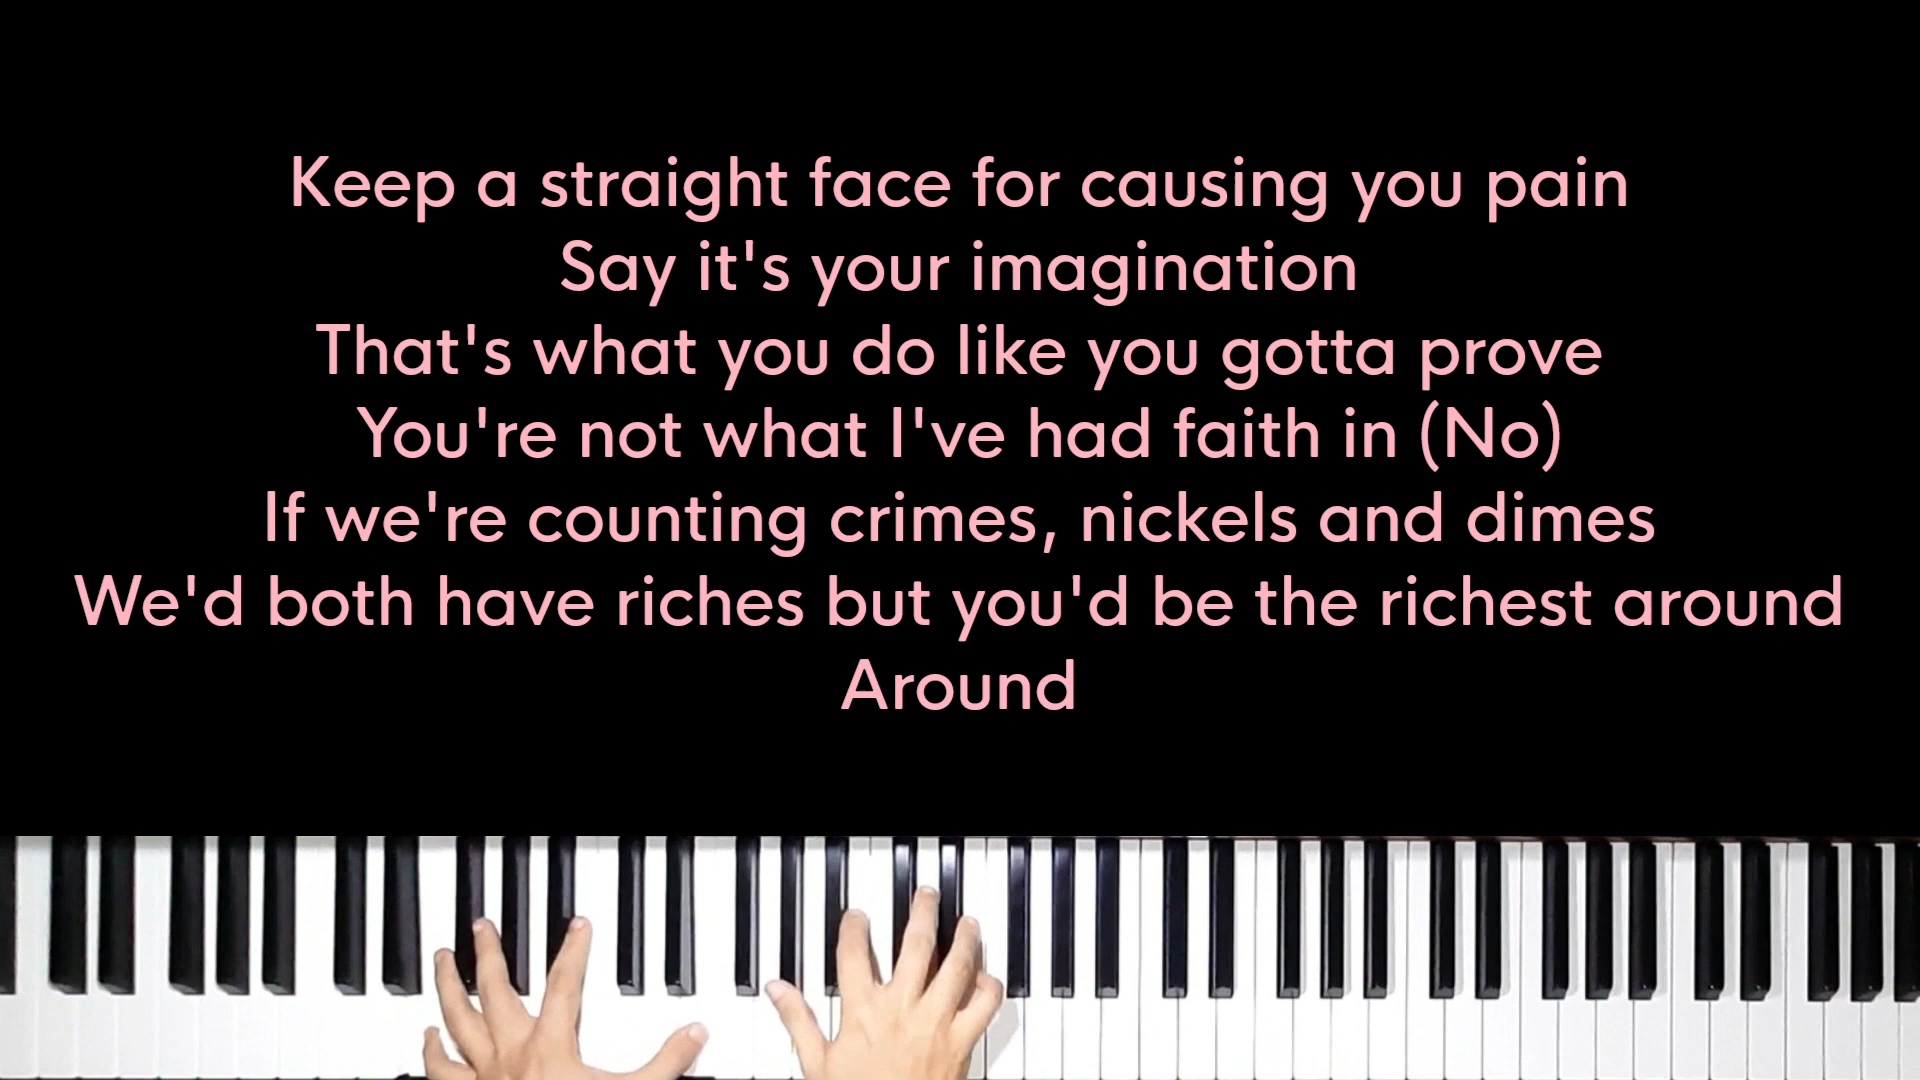 Keep a straight face for causing you pain
Say it's your imagination
That's what you do like you gotta prove
You're not what I've had faith in (No)
If we're counting crimes, nickels and dimes
We'd both have riches but you'd be the richest around
Around